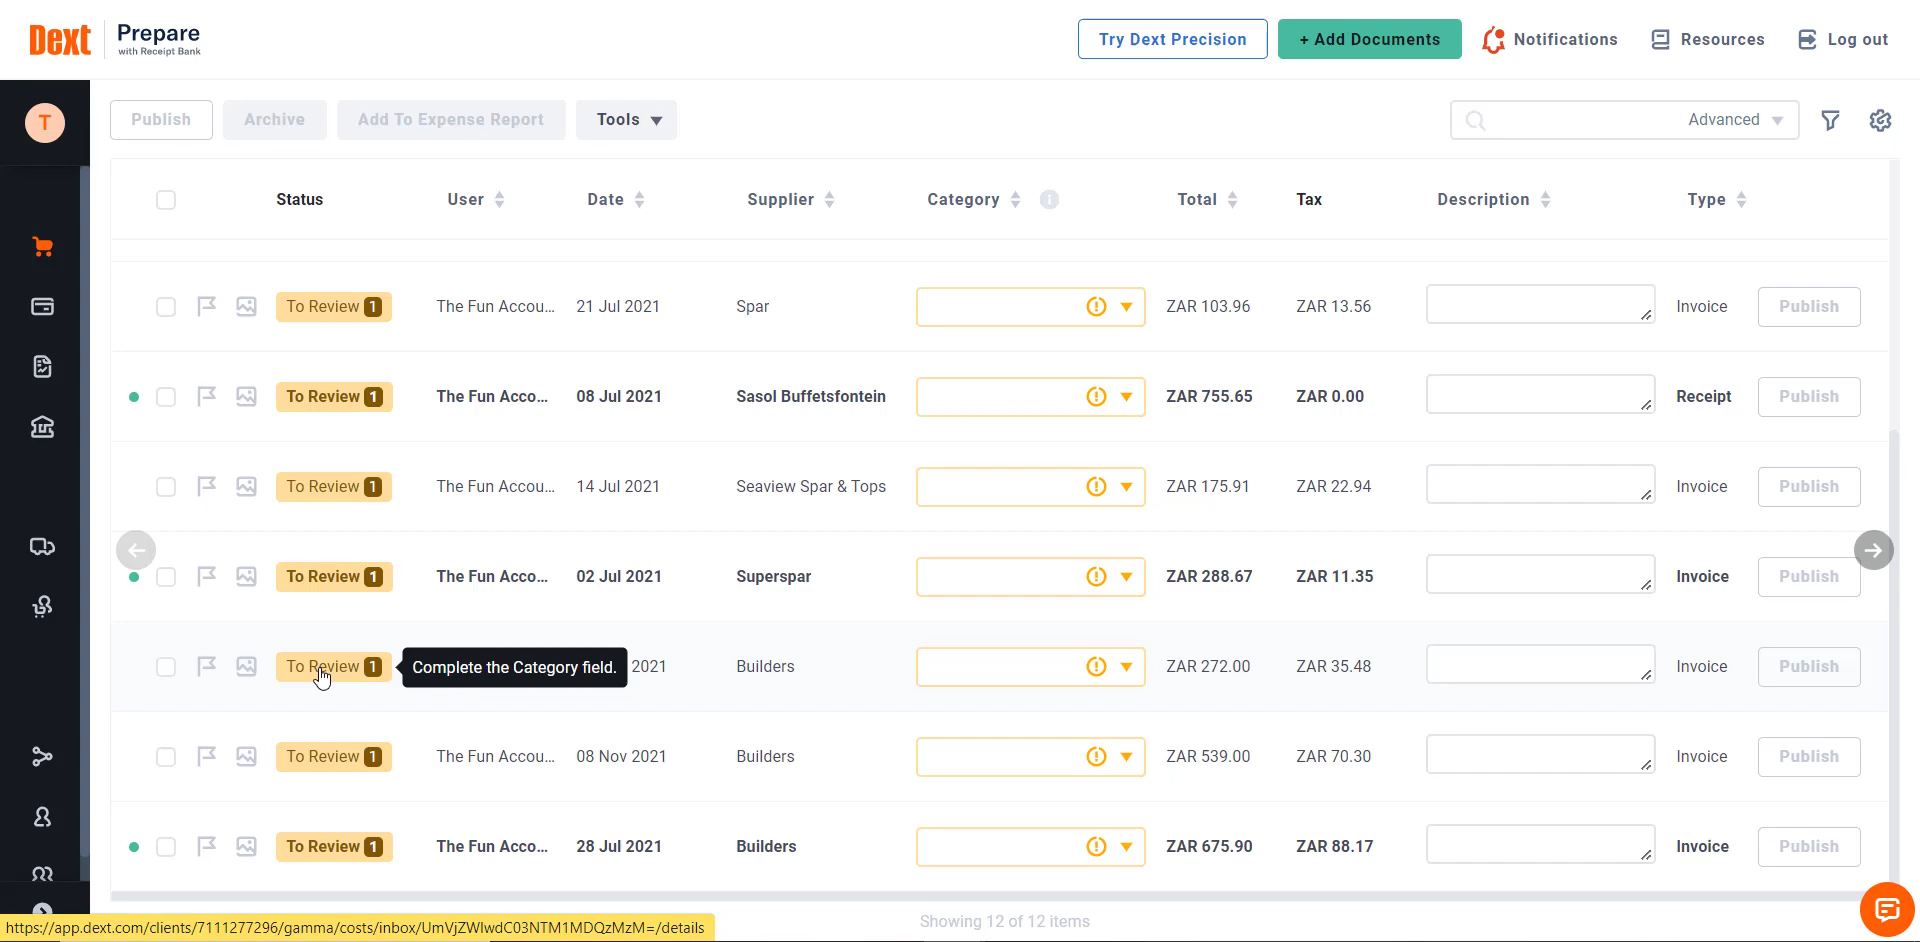 Dext
Prepare
with Receipt Bank
Try Dext Precision
+ Add Documents
Notifications
Resources
Log out
T
Publish
Archive
Add To Expense Report
Tools
Advanced
Status User Date Supplier Category Total Tax Description Type
To Review 1 The Fun Accou... 21 Jul 2021 Spar ZAR 103.96 ZAR 13.56 Invoice Publish
To Review 1 The Fun Acco... 08 Jul 2021 Sasol Buffetsfontein ZAR 755.65 ZAR 0.00 Receipt Publish
To Review 1 The Fun Accou... 14 Jul 2021 Seaview Spar & Tops ZAR 175.91 ZAR 22.94 Invoice Publish
To Review 1 The Fun Acco... 02 Jul 2021 Superspar ZAR 288.67 ZAR 11.35 Invoice Publish
To Review 1 Complete the Category field. 2021 Builders ZAR 272.00 ZAR 35.48 Invoice Publish
To Review 1 The Fun Accou... 08 Nov 2021 Builders ZAR 539.00 ZAR 70.30 Invoice Publish
To Review 1 The Fun Acco... 28 Jul 2021 Builders ZAR 675.90 ZAR 88.17 Invoice Publish
Showing 12 of 12 items
https://app.dext.com/clients/7111277296/gamma/costs/inbox/UmVjZWlwdC03NTM1MDQzMzM=/details